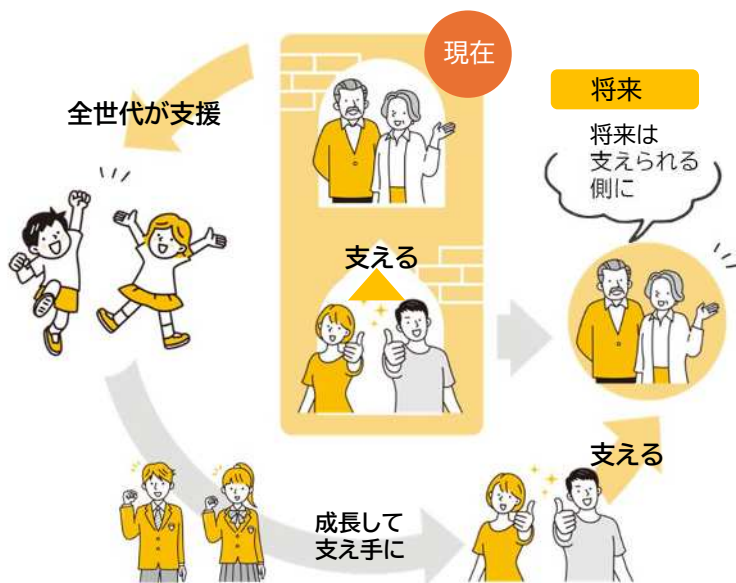 現在
全世代が支援
支える
将来
将来は
支えられる
側に
支える
成長して
支え手に